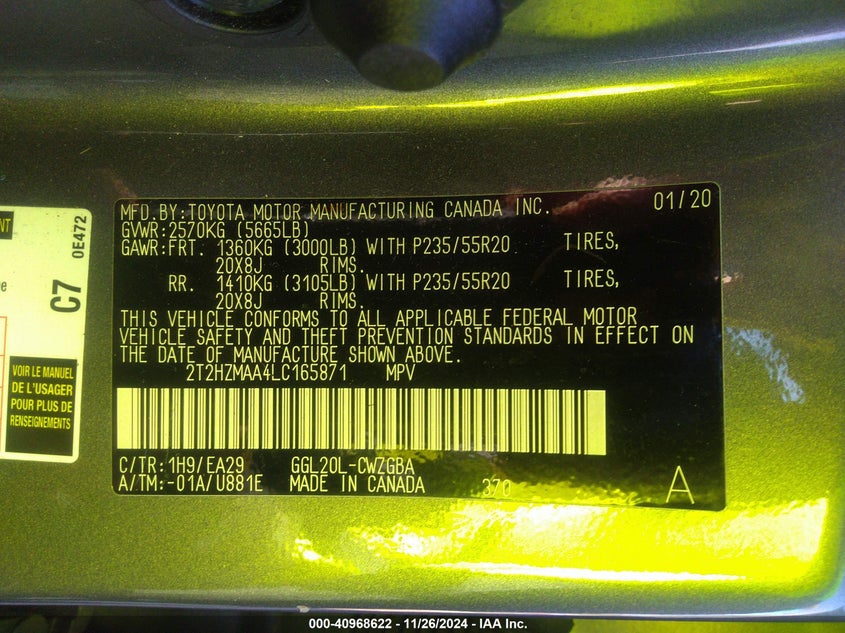 MFD.BY:TOYOTA MOTOR MANUFACTURING CANADA INC. 01/20
GVWR:2570KG (5665LB)
GAWR:FRT. 1360KG (3000LB) WITH P235/55R20 TIRES,
20X8J RIMS.
RR. 1410KG (3105LB) WITH P235/55R20 TIRES,
20X8J RIMS.
THIS VEHICLE CONFORMS TO ALL APPLICABLE FEDERAL MOTOR
VEHICLE SAFETY AND THEFT PREVENTION STANDARDS IN EFFECT ON
THE DATE OF MANUFACTURE SHOWN ABOVE.
2T2HZMAA4LC165871 MPV
C/TR:1H9/EA29 GGL20L-CWZGBA
A/TM:-01A/U881E MADE IN CANADA 370 A
C7 0E472
VOIR LE MANUEL
DE L'USAGER
POUR PLUS DE
RENSEIGNEMENTS
000-40968622 - 11/26/2024 - IAA Inc.